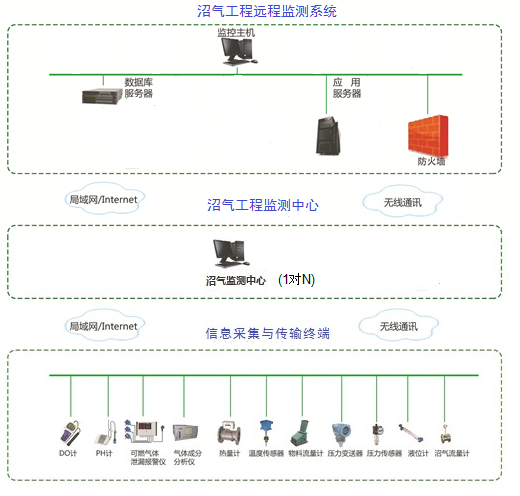 沼气工程远程监测系统
监控主机
数据库
服务器
应 用
服务器
防火墙
局域网/Internet
沼气工程监测中心
无线通讯
沼气监测中心 (1对N)
局域网/Internet
信息采集与传输终端
无线通讯
DO计
PH计
可燃气体
泄漏报警仪
气体成分
分析仪
热量计
温度传感器
物料流量计
压力变送器
压力传感器
液位计
沼气流量计